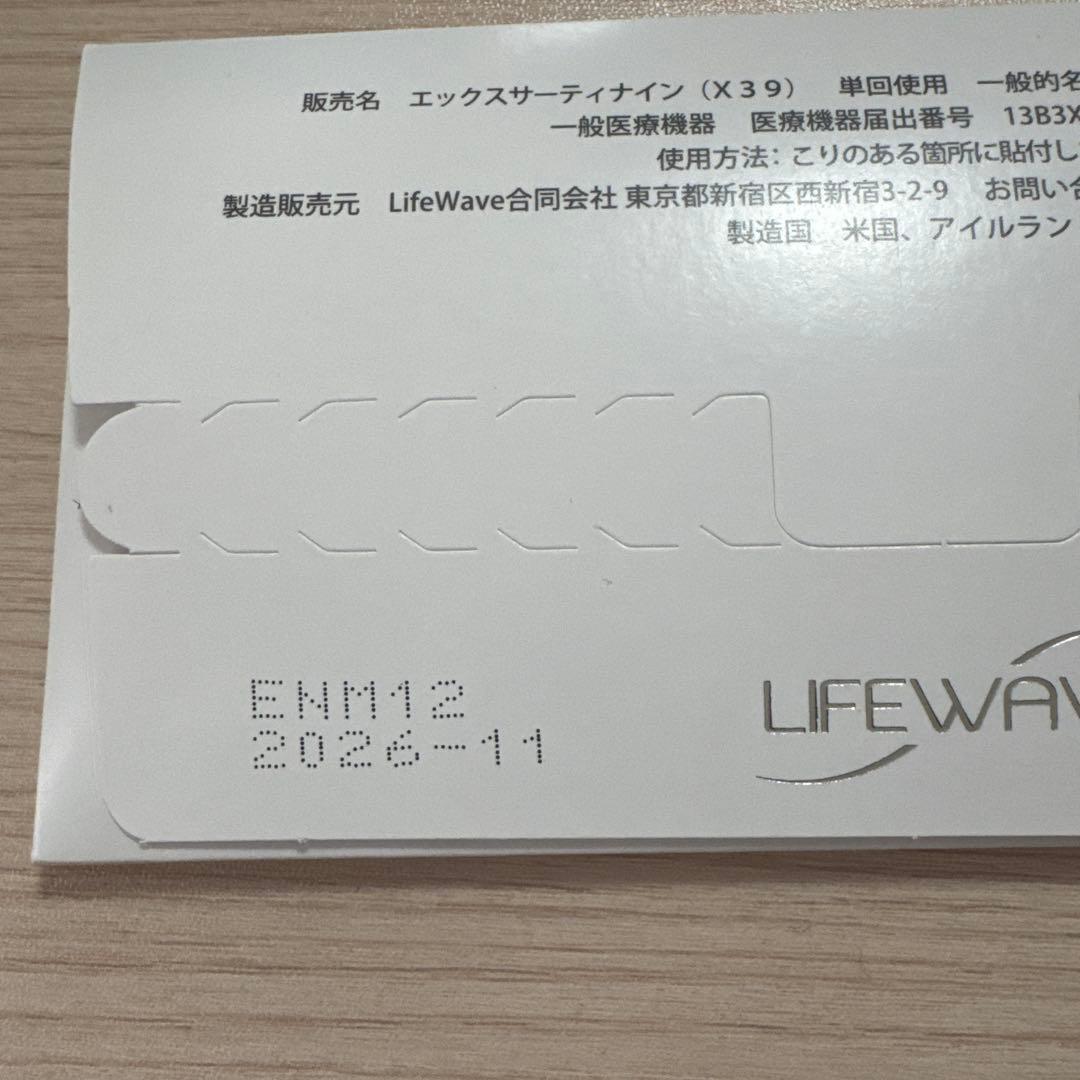 販売名　エックスサーティナイン（X39）　単回使用　一般的名
一般医療機器　医療機器届出番号　13B3X
使用方法：こりのある箇所に貼付し
製造販売元　LifeWave合同会社 東京都新宿区西新宿3-2-9　お問い合
製造国　米国、アイルラン
ENM12
2026-11
LIFEWAV